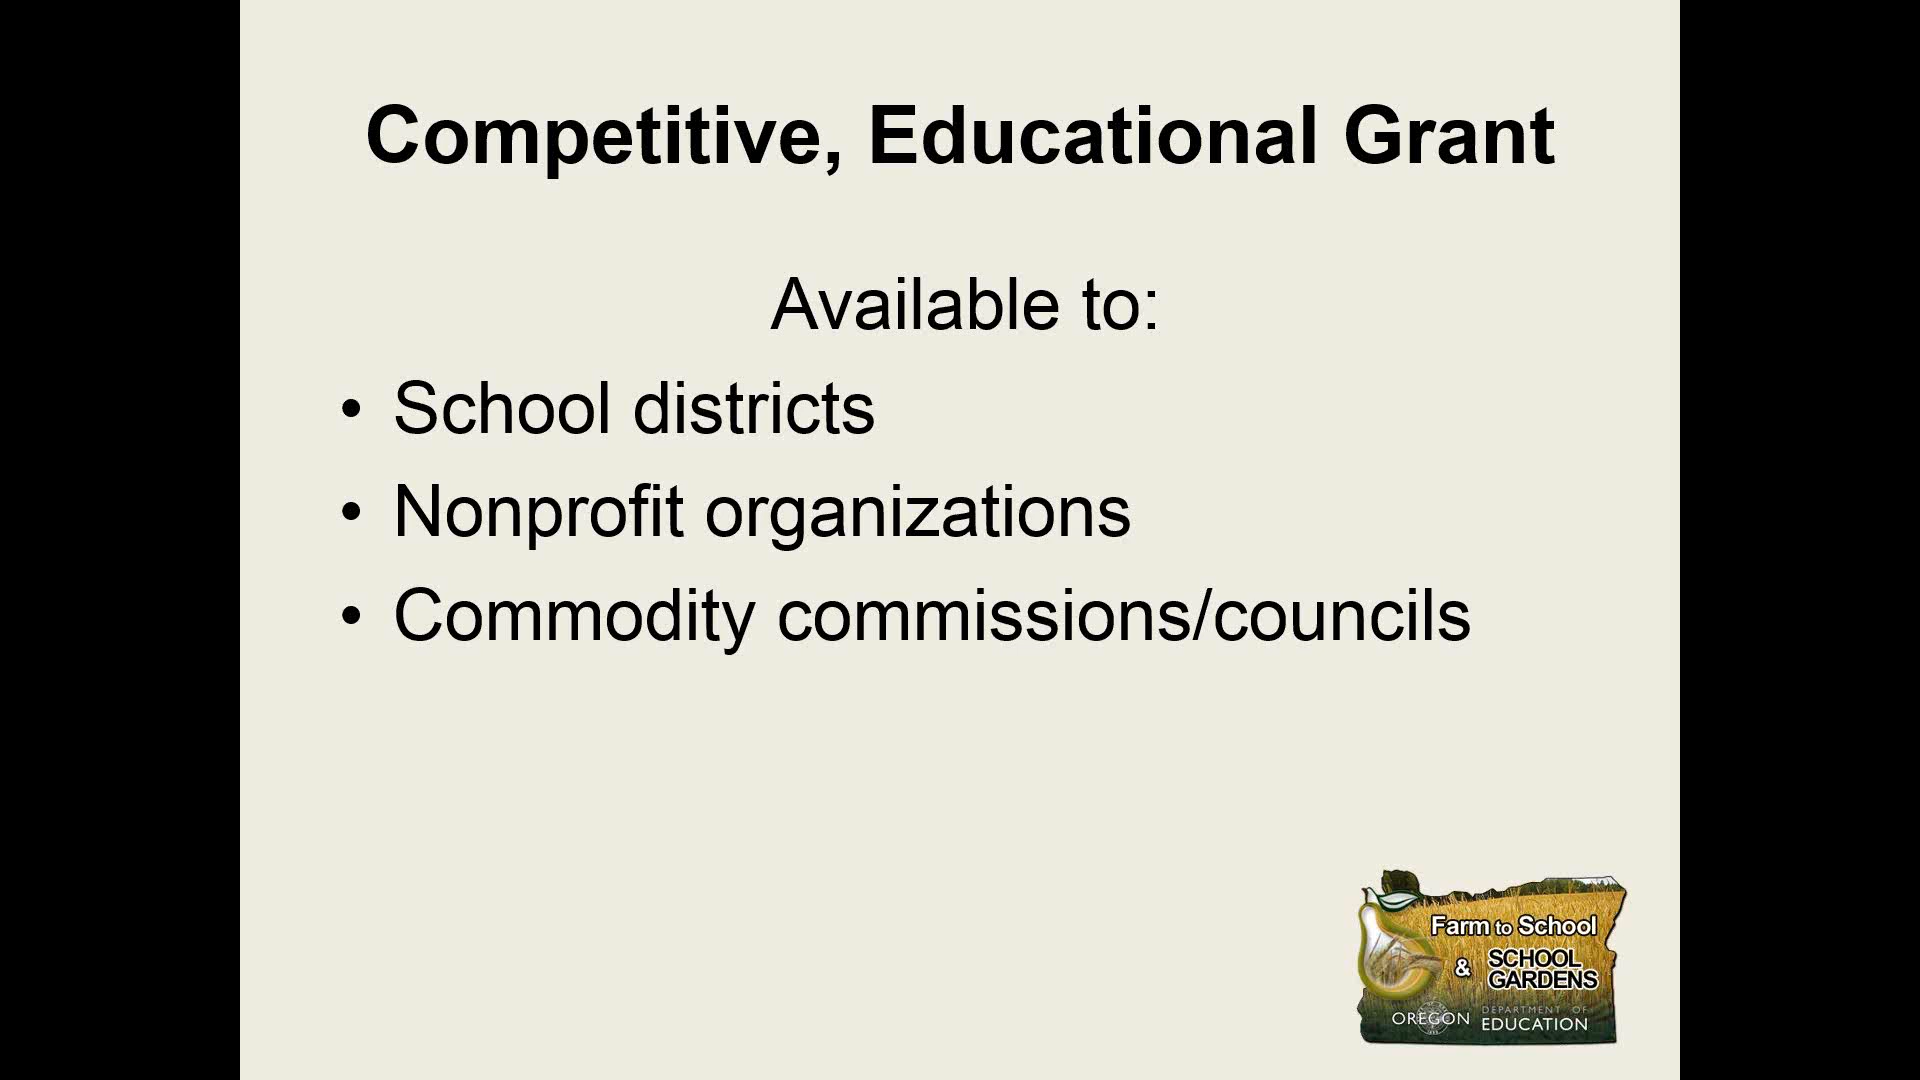 Competitive, Educational Grant
Available to:
• School districts
• Nonprofit organizations
• Commodity commissions/councils
Farm to School
& SCHOOL
GARDENS
OREGON DEPARTMENT OF
EDUCATION